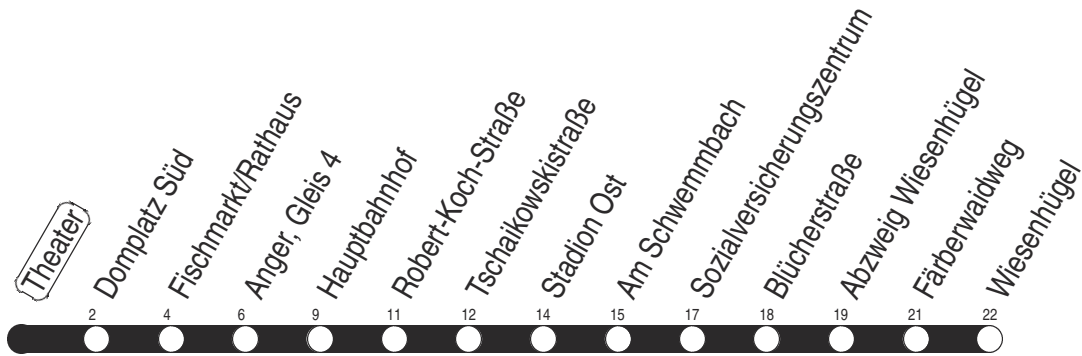 Theater
Domplatz Süd
Fischmarkt/Rathaus
Anger, Gleis 4
Hauptbahnhof
Robert-Koch-Straße
Tschaikowskistraße
Stadion Ost
Am Schwemmbach
Sozialversicherungszentrum
Blücherstraße
Abzweig Wiesenhügel
Färberwaidweg
Wiesenhügel
2 4 6 9 11 12 14 15 17 18 19 21 22